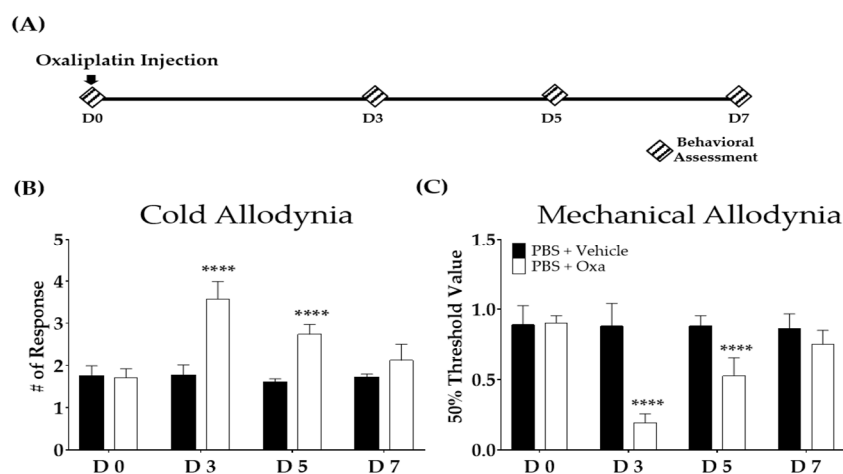 (A)
Oxaliplatin Injection
D0
D3
D5
D7
Behavioral
Assessment
(B)
Cold Allodynia
# of Response
5
4
3
2
1
0
****
****
D 0
D 3
D 5
D 7
(C)
Mechanical Allodynia
50% Threshold Value
1.5
1.0
0.5
0.0
PBS + Vehicle
PBS + Oxa
****
****
D 0
D 3
D 5
D 7